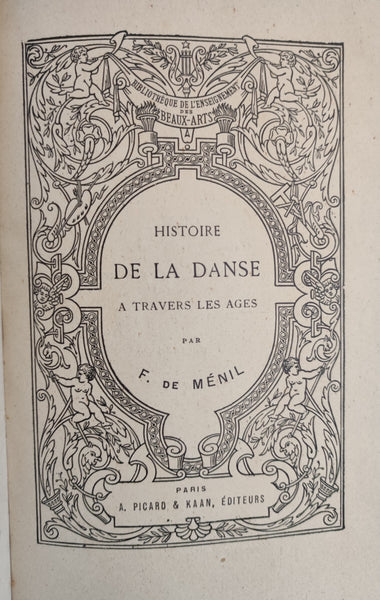 BIBLIOTHÈQUE DE L'ENSEIGNEMENT
DES
BEAUX-ARTS
HISTOIRE
DE LA DANSE
A TRAVERS LES AGES
PAR
F. DE MÉNIL
PARIS
A. PICARD & KAAN, ÉDITEURS